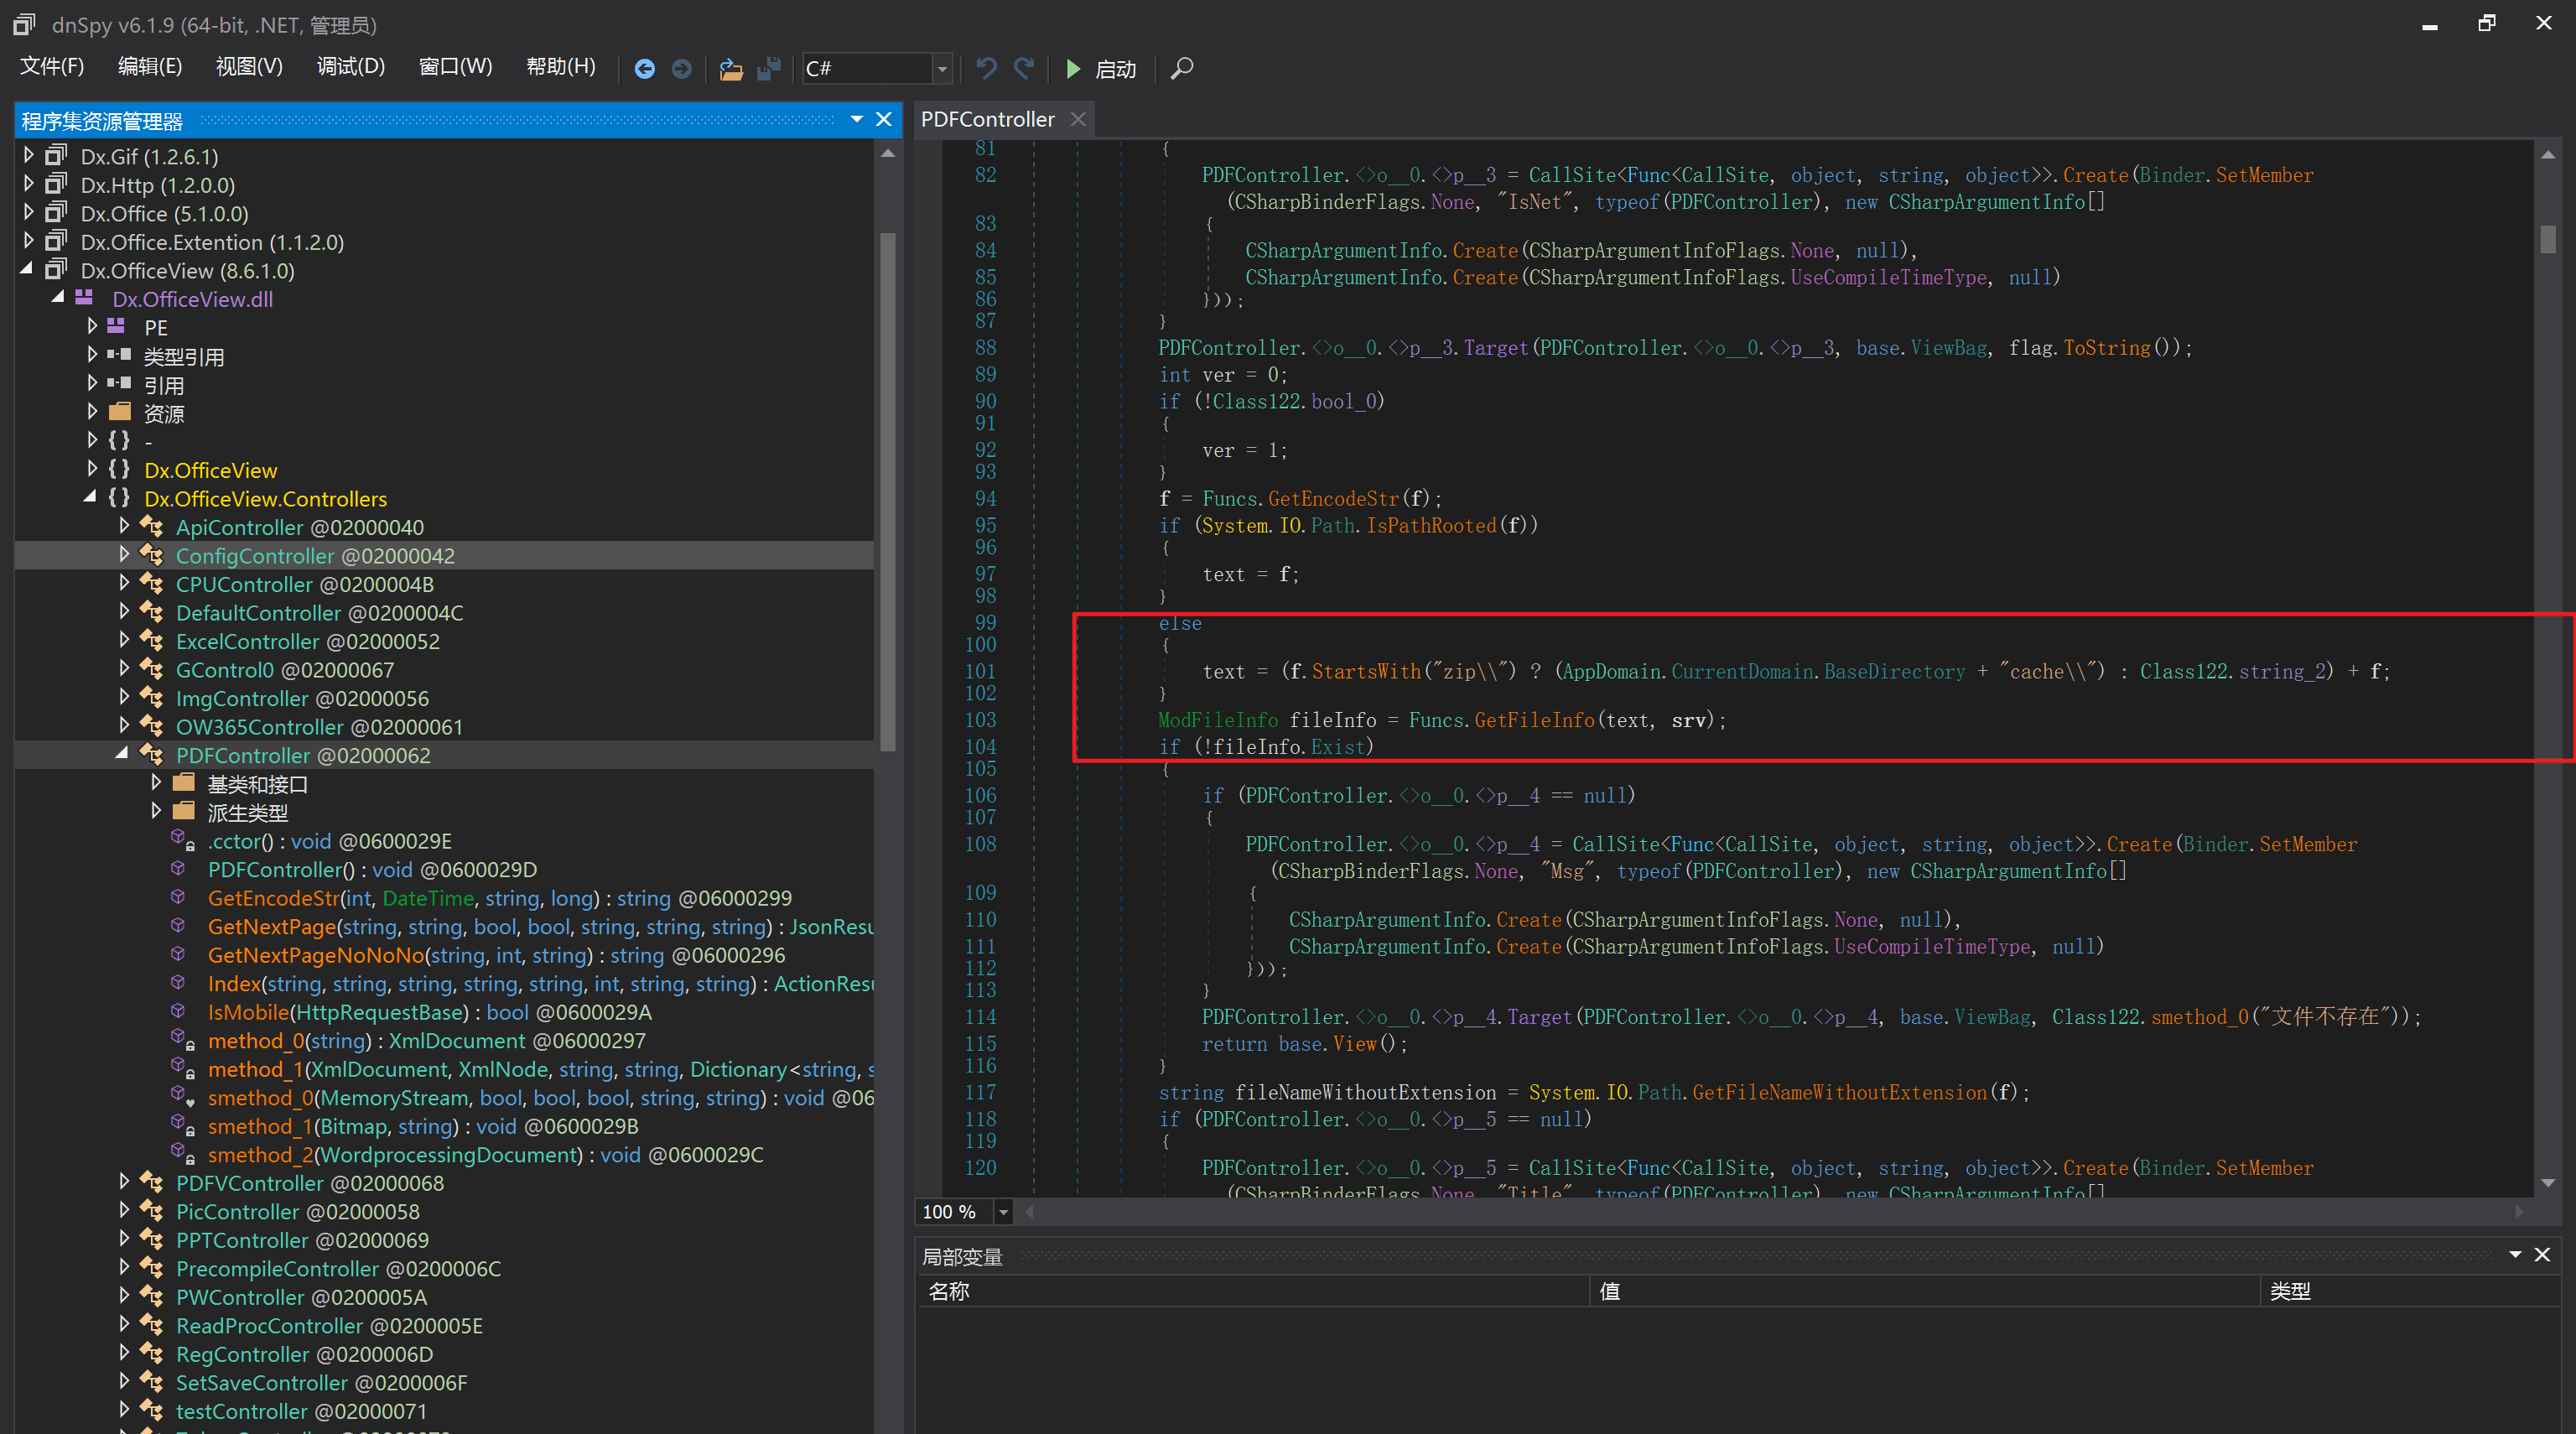 dnSpy v6.1.9 (64-bit, .NET, 管理员)
文件(F) 编辑(E) 视图(V) 调试(D) 窗口(W) 帮助(H) C# 启动
程序集资源管理器
Dx.Gif (1.2.6.1)
Dx.Http (1.2.0.0)
Dx.Office (5.1.0.0)
Dx.Office.Extention (1.1.2.0)
Dx.OfficeView (8.6.1.0)
Dx.OfficeView.dll
PE
类型引用
引用
资源
{ } -
{ } Dx.OfficeView
{ } Dx.OfficeView.Controllers
ApiController @02000040
ConfigController @02000042
CPUController @0200004B
DefaultController @0200004C
ExcelController @02000052
GControl0 @02000067
ImgController @02000056
OW365Controller @02000061
PDFController @02000062
基类和接口
派生类型
.cctor() : void @0600029E
PDFController() : void @0600029D
GetEncodeStr(int, DateTime, string, long) : string @06000299
GetNextPage(string, string, bool, bool, string, string, string) : JsonResu
GetNextPageNoNoNo(string, int, string) : string @06000296
Index(string, string, string, string, string, int, string, string) : ActionResu
IsMobile(HttpRequestBase) : bool @0600029A
method_0(string) : XmlDocument @06000297
method_1(XmlDocument, XmlNode, string, string, Dictionary<string, s
smethod_0(MemoryStream, bool, bool, bool, string, string) : void @06
smethod_1(Bitmap, string) : void @0600029B
smethod_2(WordprocessingDocument) : void @0600029C
PDFVController @02000068
PicController @02000058
PPTController @02000069
PrecompileController @0200006C
PWController @0200005A
ReadProcController @0200005E
RegController @0200006D
SetSaveController @0200006F
testController @02000071
PDFController
81 {
82 PDFController.<>o__0.<>p__3 = CallSite<Func<CallSite, object, string, object>>.Create(Binder.SetMember
(CSharpBinderFlags.None, "IsNet", typeof(PDFController), new CSharpArgumentInfo[]
83 {
84 CSharpArgumentInfo.Create(CSharpArgumentInfoFlags.None, null),
85 CSharpArgumentInfo.Create(CSharpArgumentInfoFlags.UseCompileTimeType, null)
86 }));
87 }
88 PDFController.<>o__0.<>p__3.Target(PDFController.<>o__0.<>p__3, base.ViewBag, flag.ToString());
89 int ver = 0;
90 if (!Class122.bool_0)
91 {
92 ver = 1;
93 }
94 f = Funcs.GetEncodeStr(f);
95 if (System.IO.Path.IsPathRooted(f))
96 {
97 text = f;
98 }
99 else
100 {
101 text = (f.StartsWith("zip\\") ? (AppDomain.CurrentDomain.BaseDirectory + "cache\\") : Class122.string_2) + f;
102 }
103 ModFileInfo fileInfo = Funcs.GetFileInfo(text, srv);
104 if (!fileInfo.Exist)
105 {
106 if (PDFController.<>o__0.<>p__4 == null)
107 {
108 PDFController.<>o__0.<>p__4 = CallSite<Func<CallSite, object, string, object>>.Create(Binder.SetMember
(CSharpBinderFlags.None, "Msg", typeof(PDFController), new CSharpArgumentInfo[]
109 {
110 CSharpArgumentInfo.Create(CSharpArgumentInfoFlags.None, null),
111 CSharpArgumentInfo.Create(CSharpArgumentInfoFlags.UseCompileTimeType, null)
112 }));
113 }
114 PDFController.<>o__0.<>p__4.Target(PDFController.<>o__0.<>p__4, base.ViewBag, Class122.smethod_0("文件不存在"));
115 return base.View();
116 }
117 string fileNameWithoutExtension = System.IO.Path.GetFileNameWithoutExtension(f);
118 if (PDFController.<>o__0.<>p__5 == null)
119 {
120 PDFController.<>o__0.<>p__5 = CallSite<Func<CallSite, object, string, object>>.Create(Binder.SetMember
(CSharpBinderFlags.None, "Title", typeof(PDFController), new CSharpArgumentInfo[]
100 %
局部变量
名称 值 类型